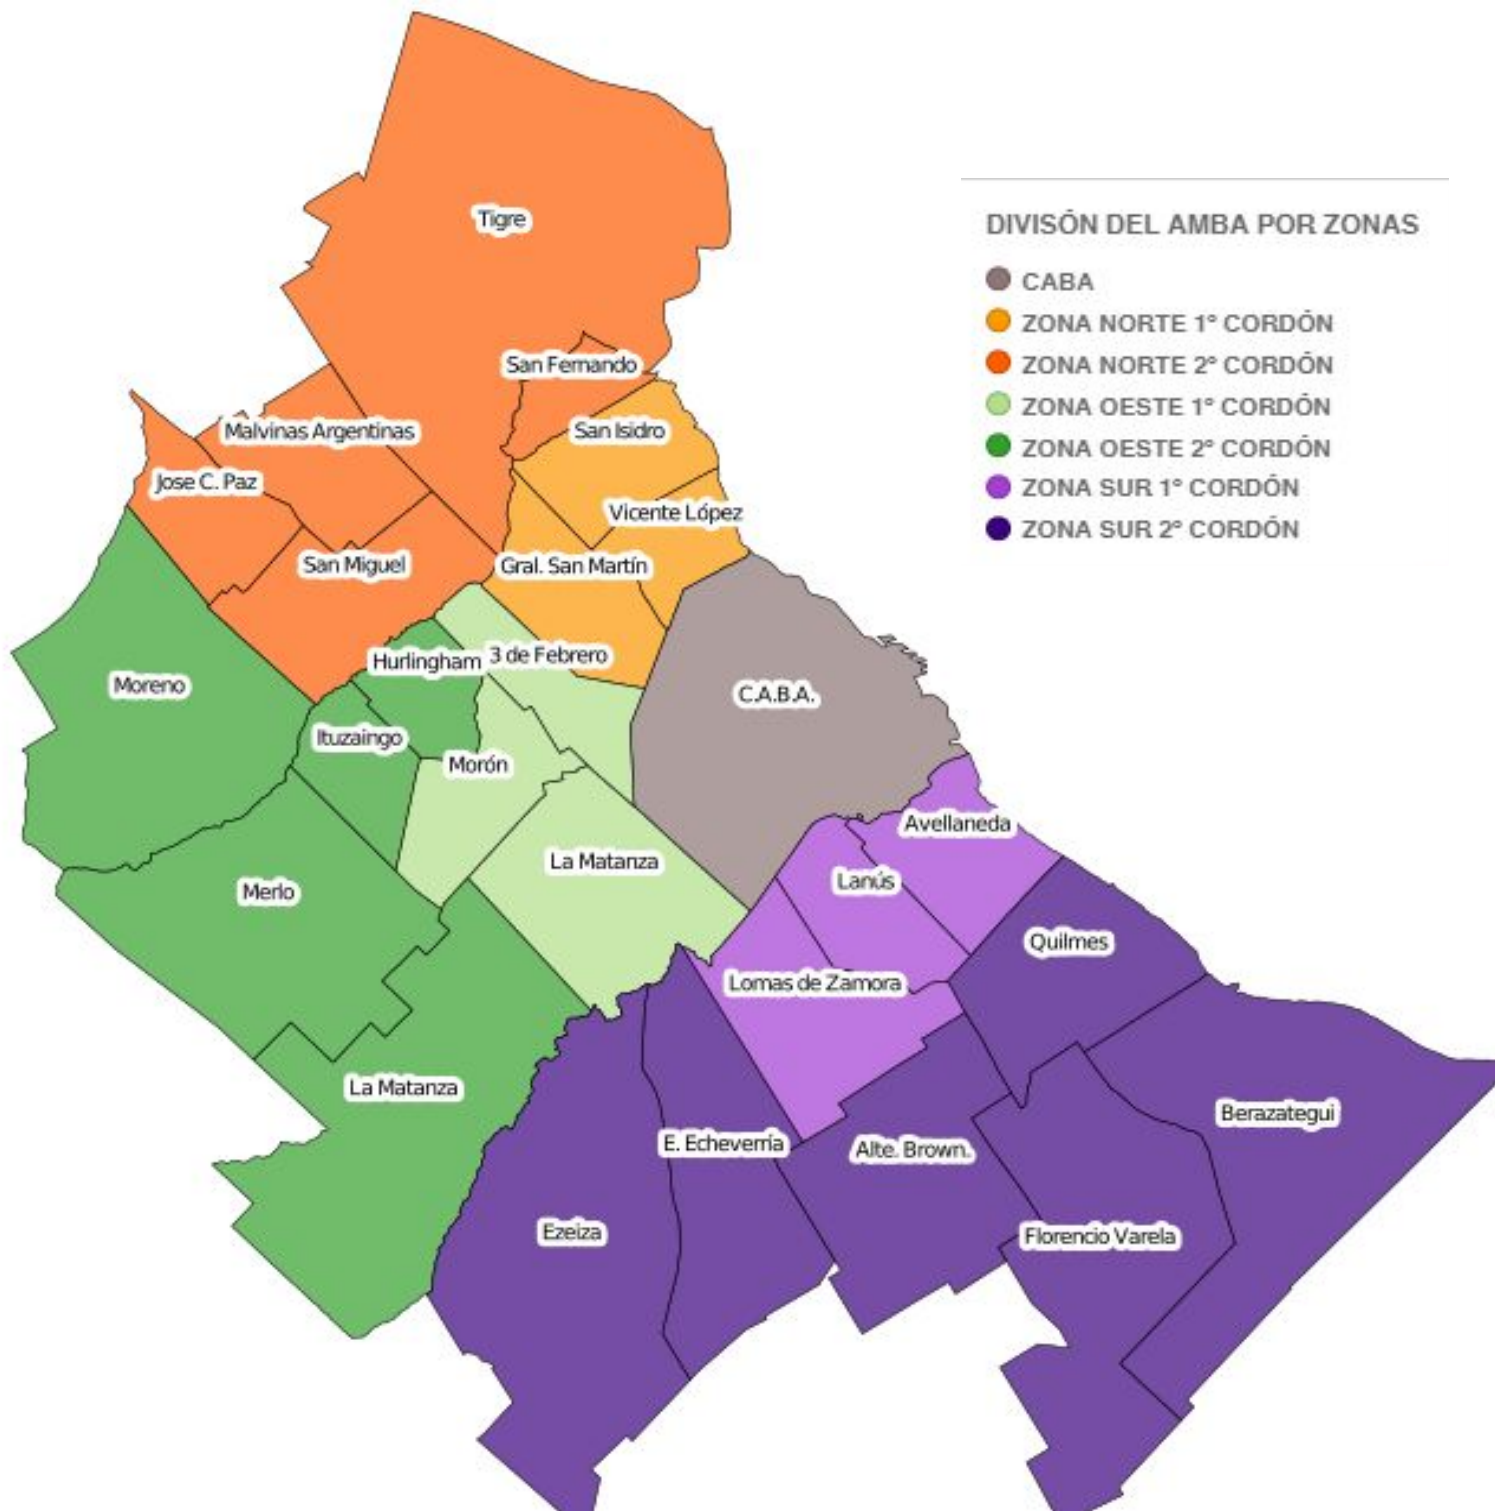 Tigre
DIVISÓN DEL AMBA POR ZONAS
CABA
ZONA NORTE 1° CORDÓN
ZONA NORTE 2° CORDÓN
ZONA OESTE 1° CORDÓN
ZONA OESTE 2° CORDÓN
ZONA SUR 1° CORDÓN
ZONA SUR 2° CORDÓN
San Fernando
Malvinas Argentinas
San Isidro
Jose C. Paz
Vicente López
San Miguel
Gral. San Martín
Hurlingham
3 de Febrero
Moreno
C.A.B.A.
Ituzaingo
Morón
Avellaneda
La Matanza
Lanús
Merlo
Quilmes
Lomas de Zamora
La Matanza
Berazategui
E. Echeverría
Alte. Brown.
Ezeiza
Florencio Varela